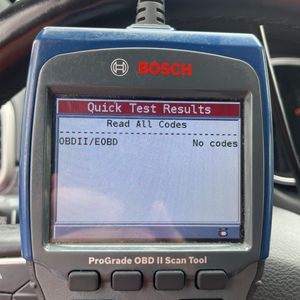 BOSCH
Quick Test Results
Read All Codes
OBDII/EOBD No codes
ProGrade OBD II Scan Tool